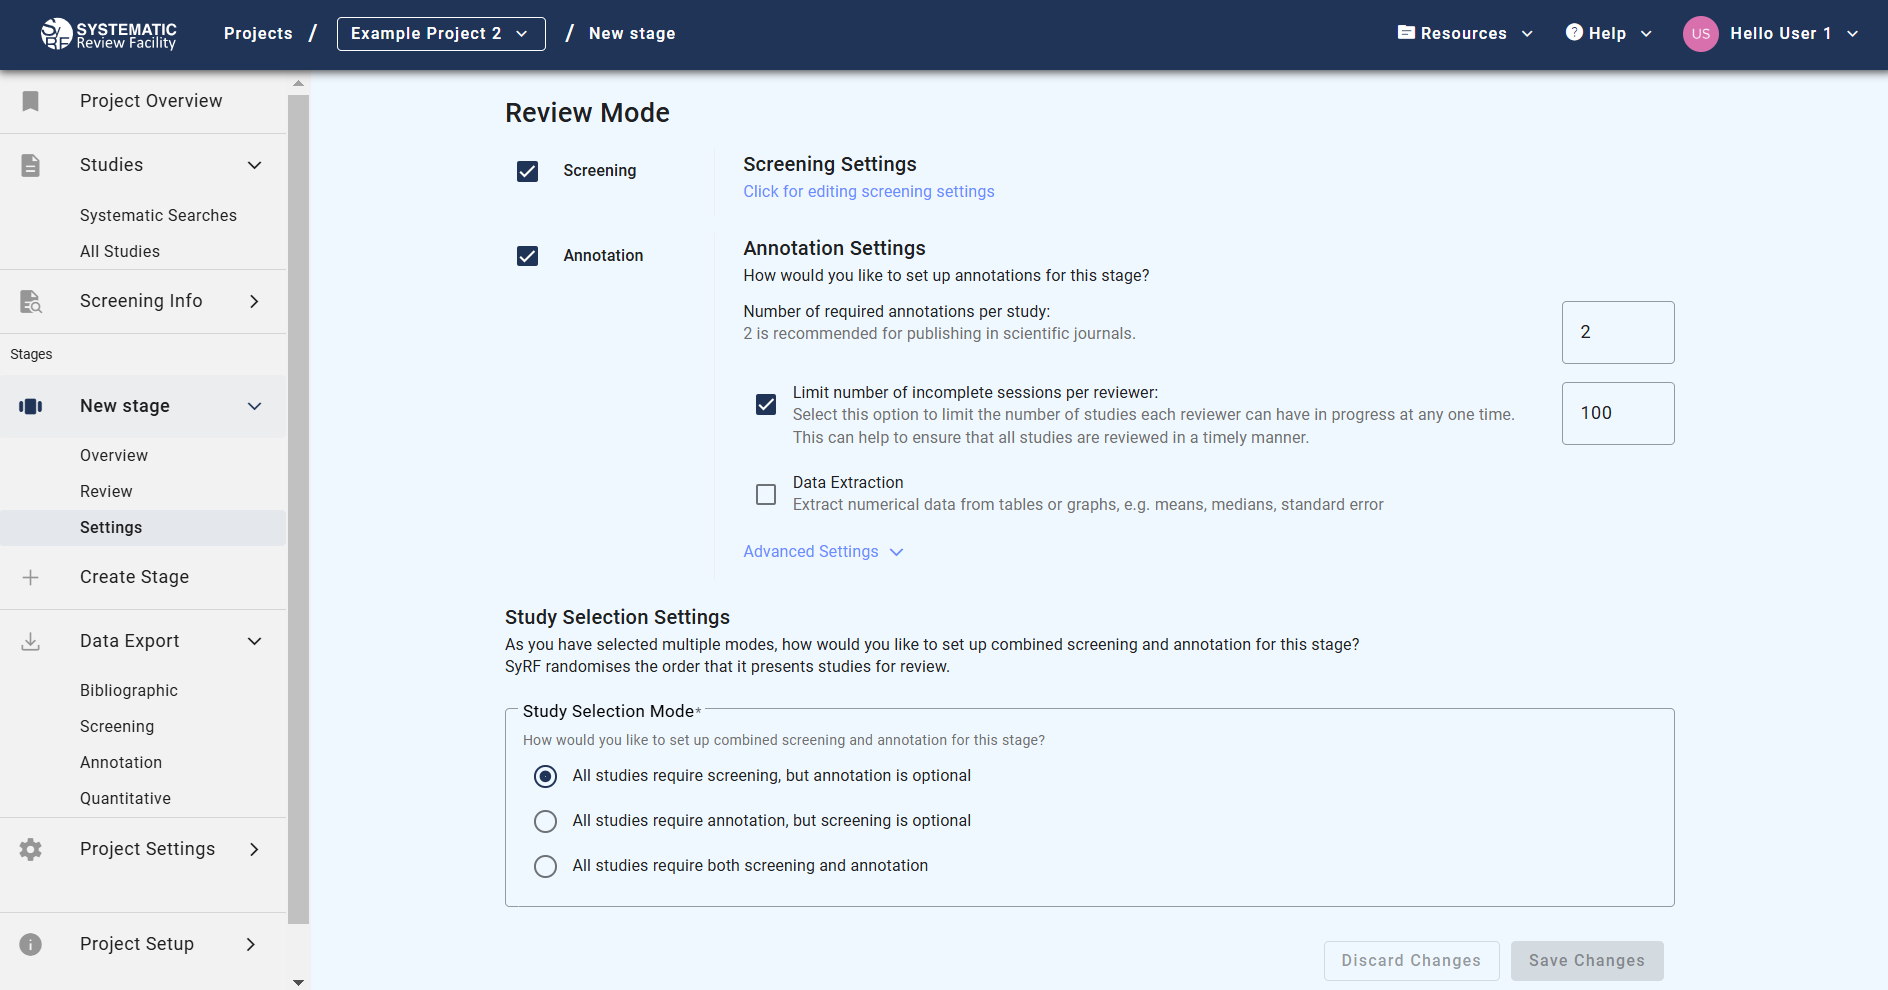 SYSTEMATIC
Review Facility
SyRF
Projects / Example Project 2 / New stage
Resources
? Help
US Hello User 1
Project Overview
Studies
Systematic Searches
All Studies
Screening Info
Stages
New stage
Overview
Review
Settings
Create Stage
Data Export
Bibliographic
Screening
Annotation
Quantitative
Project Settings
Project Setup
Review Mode
Screening
Screening Settings
Click for editing screening settings
Annotation
Annotation Settings
How would you like to set up annotations for this stage?
Number of required annotations per study:
2 is recommended for publishing in scientific journals.
2
Limit number of incomplete sessions per reviewer:
Select this option to limit the number of studies each reviewer can have in progress at any one time.
This can help to ensure that all studies are reviewed in a timely manner.
100
Data Extraction
Extract numerical data from tables or graphs, e.g. means, medians, standard error
Advanced Settings
Study Selection Settings
As you have selected multiple modes, how would you like to set up combined screening and annotation for this stage?
SyRF randomises the order that it presents studies for review.
Study Selection Mode*
How would you like to set up combined screening and annotation for this stage?
All studies require screening, but annotation is optional
All studies require annotation, but screening is optional
All studies require both screening and annotation
Discard Changes
Save Changes